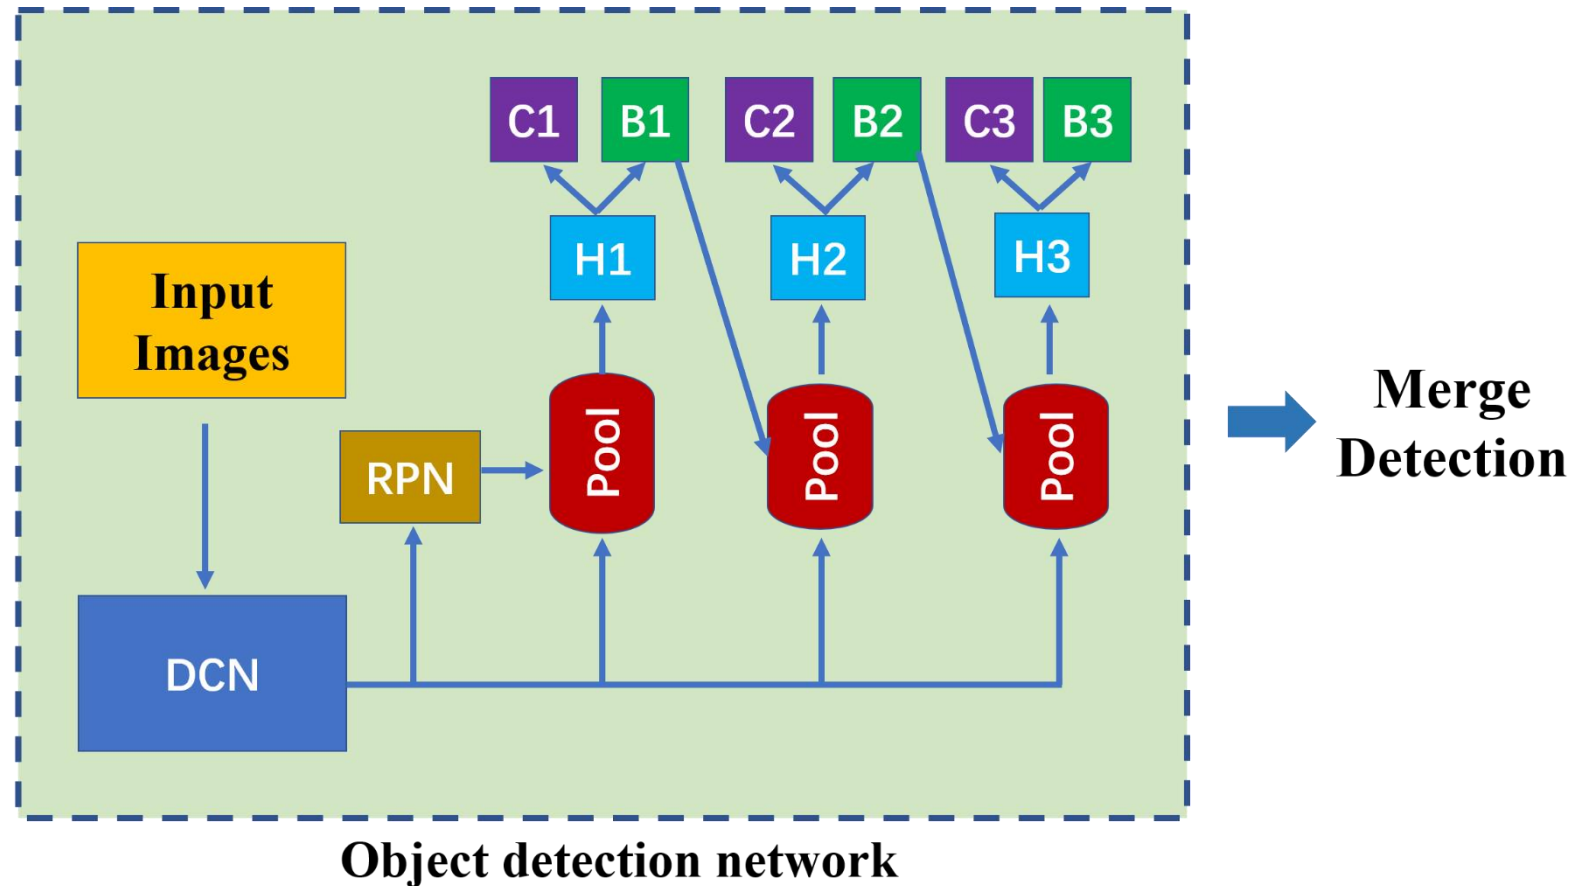 C1
B1
C2
B2
C3
B3
H1
H2
H3
Input
Images
RPN
Pool
Pool
Pool
DCN
Merge
Detection
Object detection network